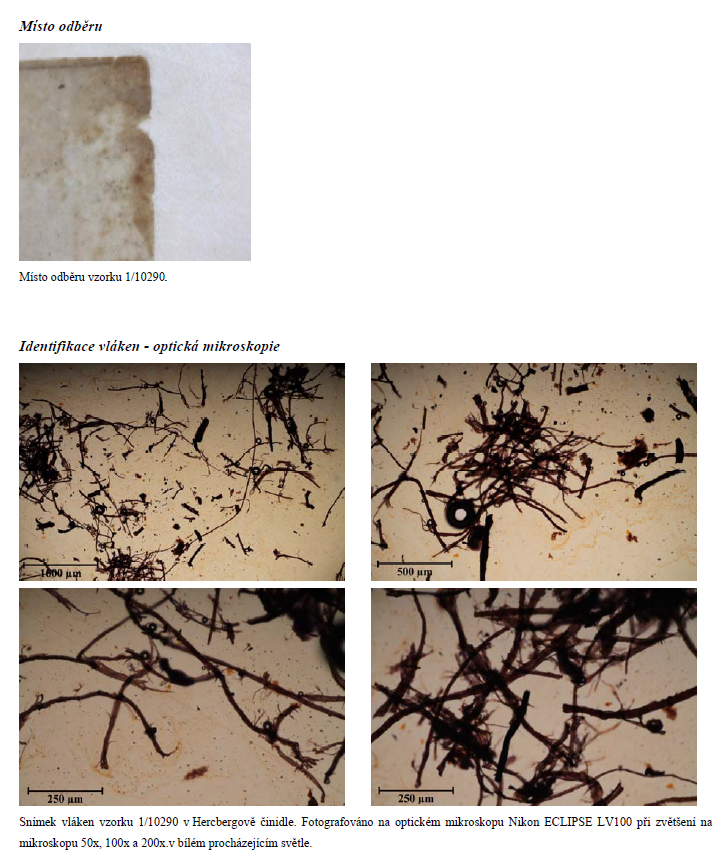 Místo odběru
Místo odběru vzorku 1/10290.
Identifikace vláken - optická mikroskopie
1000 µm
500 µm
250 µm
250 µm
Snímek vláken vzorku 1/10290 v Hercbergově činidle. Fotografováno na optickém mikroskopu Nikon ECLIPSE LV100 při zvětšení na
mikroskopu 50x, 100x a 200x.v bílém procházejícím světle.